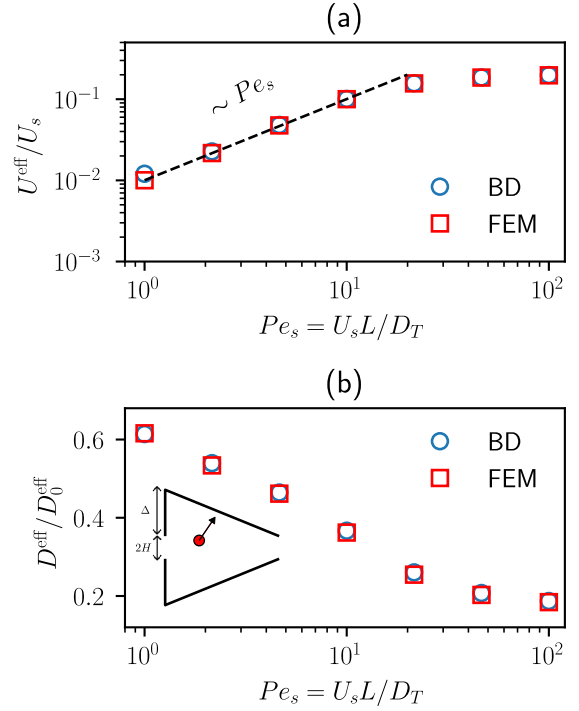 (a)
U^eff/U_s
10^−1
10^−2
10^−3
∼ Pe_s
BD
FEM
10^0
10^1
10^2
Pe_s = U_sL/D_T
(b)
D^eff/D_0^eff
0.6
0.4
0.2
BD
FEM
Δ
2H
10^0
10^1
10^2
Pe_s = U_sL/D_T